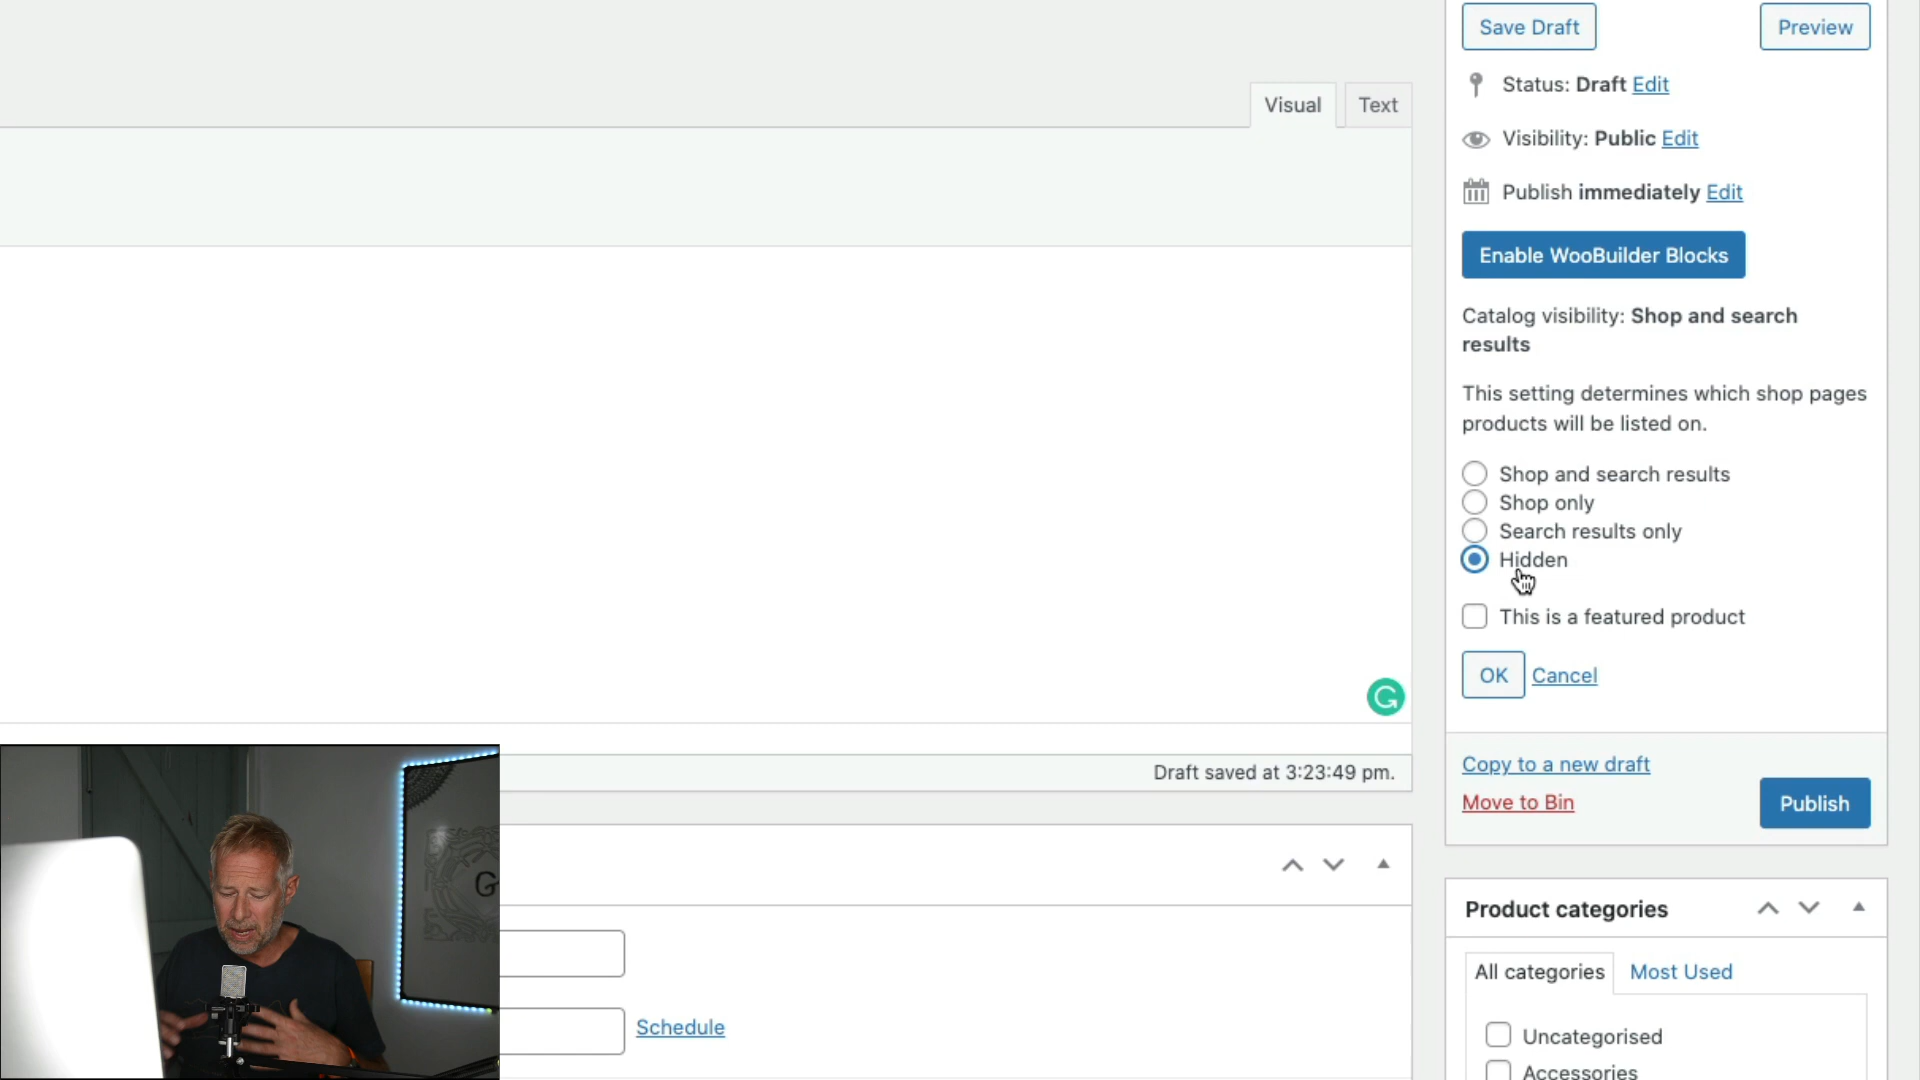 Save Draft
Preview
Visual
Text
Status: Draft Edit
Visibility: Public Edit
Publish immediately Edit
Enable WooBuilder Blocks
Catalog visibility: Shop and search
results
This setting determines which shop pages
products will be listed on.
Shop and search results
Shop only
Search results only
Hidden
This is a featured product
OK
Cancel
Draft saved at 3:23:49 pm.
Copy to a new draft
Move to Bin
Publish
Product categories
All categories
Most Used
Schedule
Uncategorised
Accessories